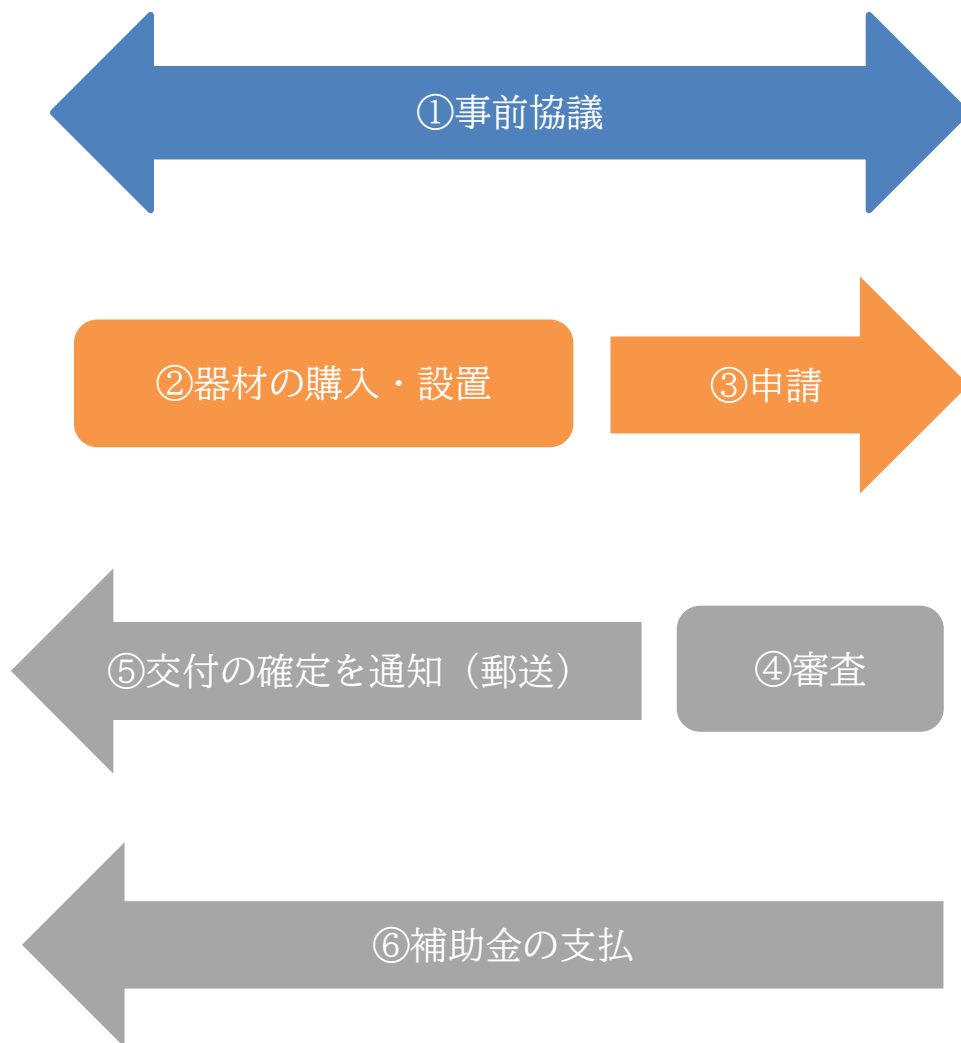 ①事前協議
②器材の購入・設置
③申請
⑤交付の確定を通知（郵送）
④審査
⑥補助金の支払